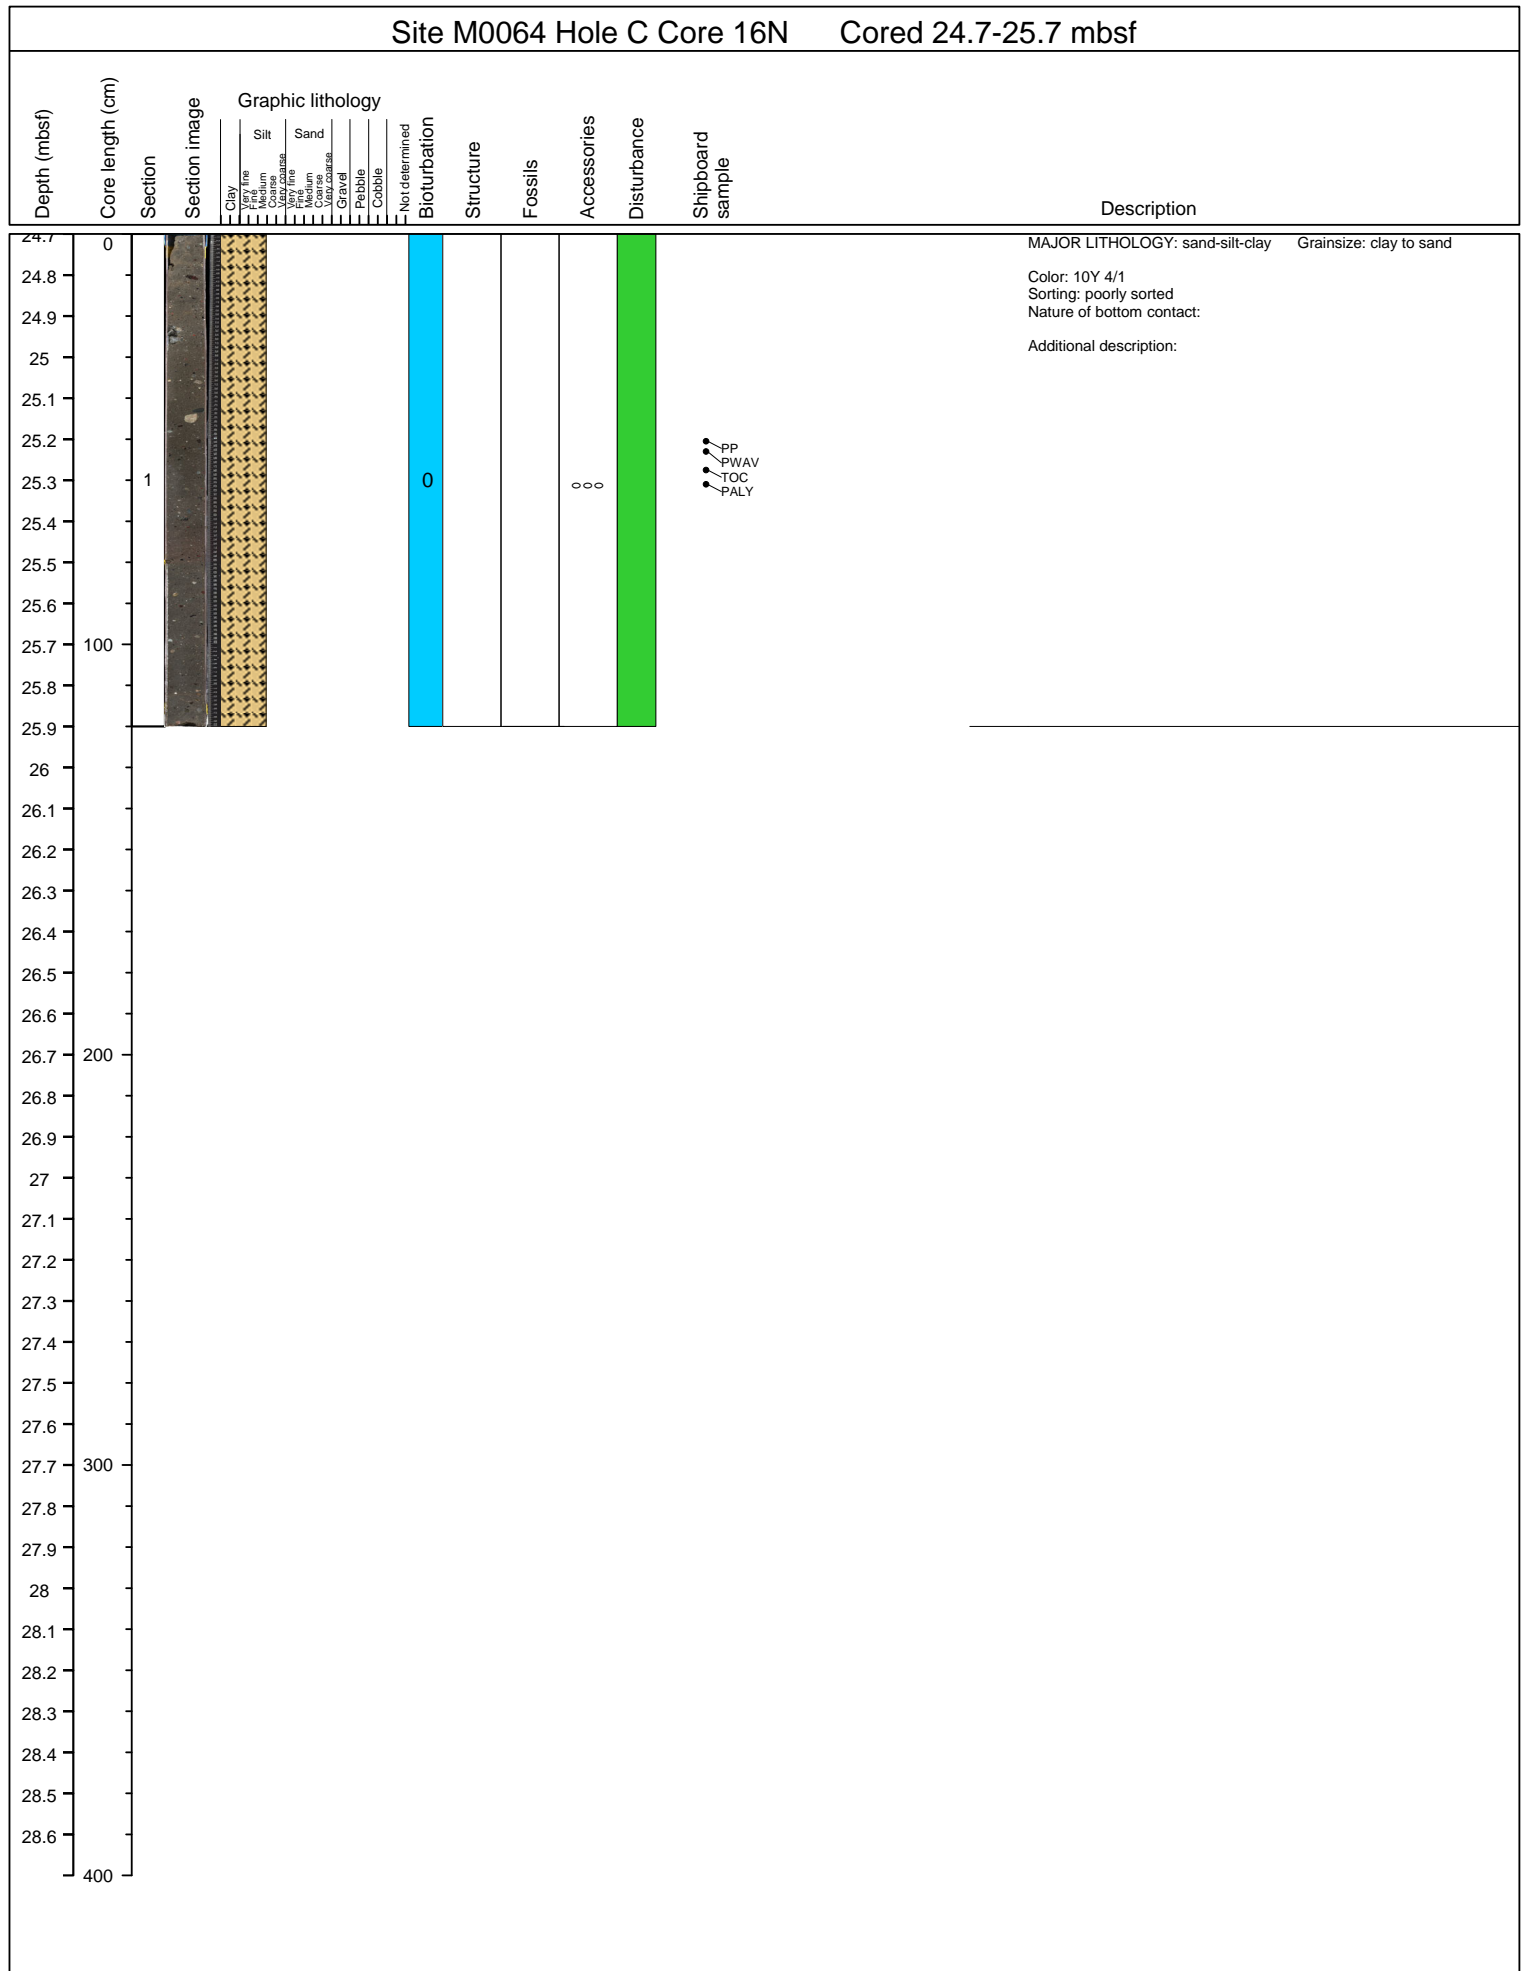 Site M0064 Hole C Core 16N Cored 24.7-25.7 mbsf
Depth (mbsf)
Core length (cm)
Section
Section image
Graphic lithology
Clay
Silt
Very fine
Fine
Medium
Coarse
Very coarse
Sand
Very fine
Fine
Medium
Coarse
Very coarse
Gravel
Pebble
Cobble
Not determined
Bioturbation
Structure
Fossils
Accessories
Disturbance
Shipboard
sample
Description
24.7 0
MAJOR LITHOLOGY: sand-silt-clay Grainsize: clay to sand
24.8
Color: 10Y 4/1
Sorting: poorly sorted
24.9
Nature of bottom contact:
25
Additional description:
25.1
25.2
PP
PWAV
25.3 1 0
TOC
PALY
25.4
25.5
25.6
25.7 100
25.8
25.9
26
26.1
26.2
26.3
26.4
26.5
26.6
26.7 200
26.8
26.9
27
27.1
27.2
27.3
27.4
27.5
27.6
27.7 300
27.8
27.9
28
28.1
28.2
28.3
28.4
28.5
28.6
400